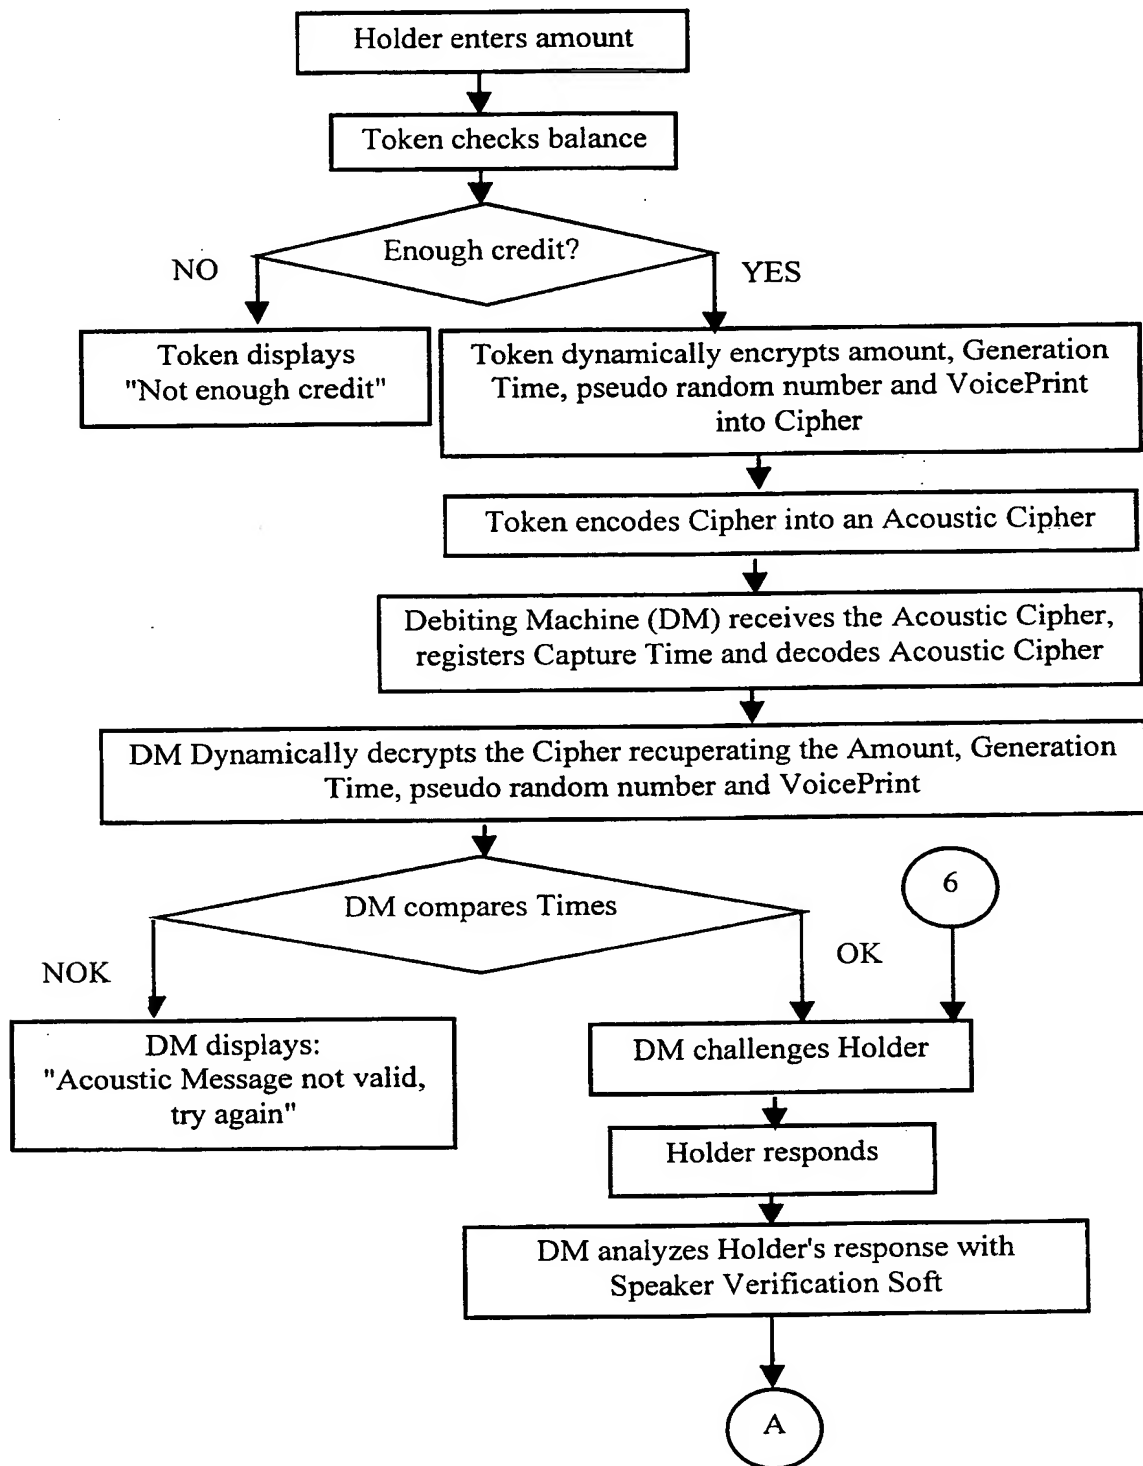 Holder enters amount
Token checks balance
Enough credit?
NO
YES
Token displays
"Not enough credit"
Token dynamically encrypts amount, Generation
Time, pseudo random number and VoicePrint
into Cipher
Token encodes Cipher into an Acoustic Cipher
Debiting Machine (DM) receives the Acoustic Cipher,
registers Capture Time and decodes Acoustic Cipher
DM Dynamically decrypts the Cipher recuperating the Amount, Generation
Time, pseudo random number and VoicePrint
6
DM compares Times
NOK
OK
DM displays:
"Acoustic Message not valid,
try again"
DM challenges Holder
Holder responds
DM analyzes Holder's response with
Speaker Verification Soft
A